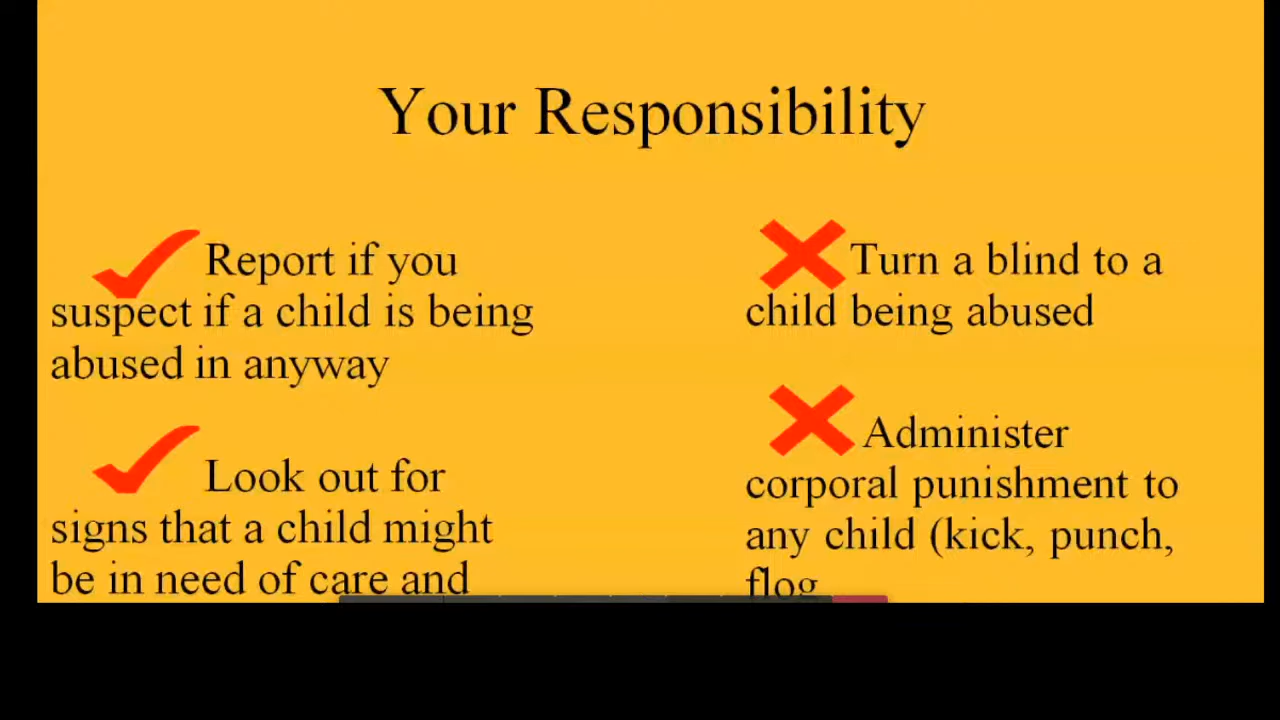 Your Responsibility
Report if you
suspect if a child is being
abused in anyway
Look out for
signs that a child might
be in need of care and
Turn a blind to a
child being abused
Administer
corporal punishment to
any child (kick, punch,
flog